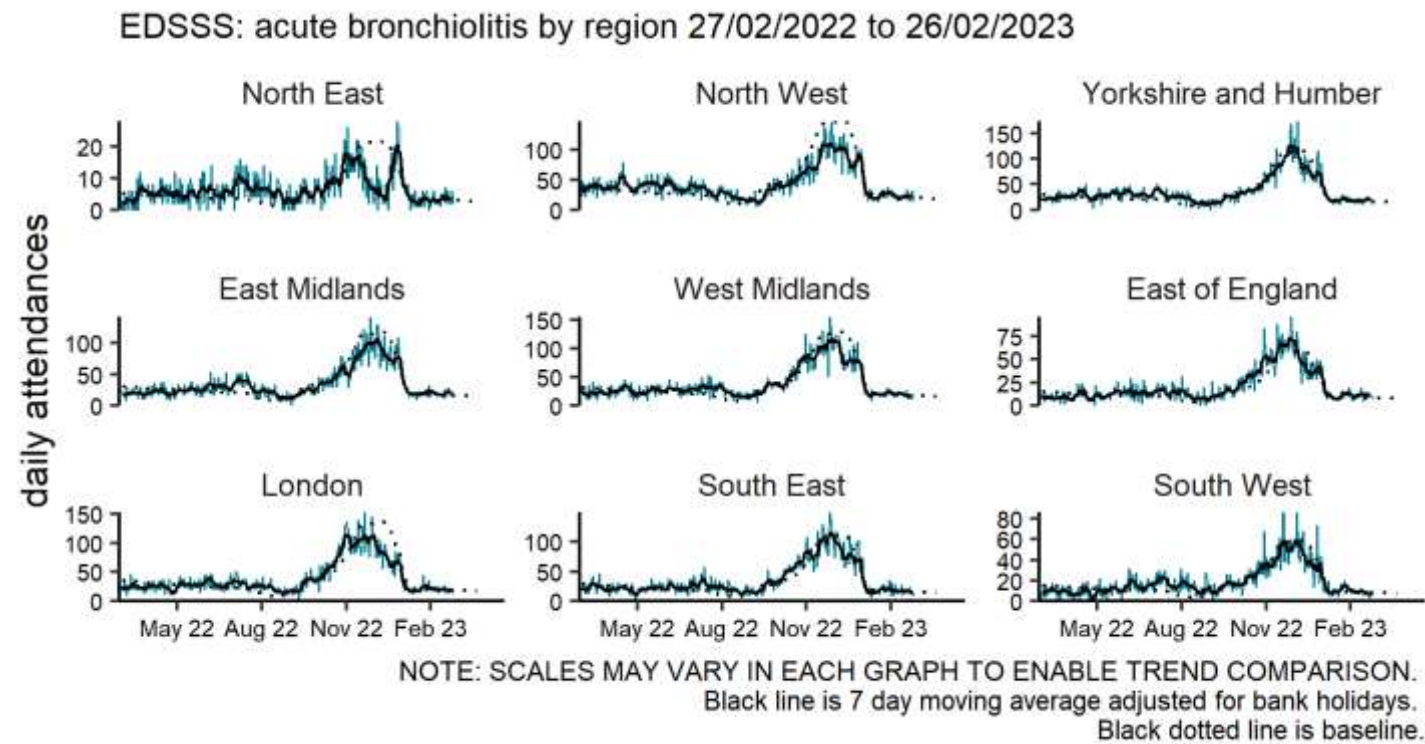 EDSSS: acute bronchiolitis by region 27/02/2022 to 26/02/2023
North East
North West
Yorkshire and Humber
20
10
0
100
50
0
150
100
50
0
East Midlands
West Midlands
East of England
100
50
0
150
100
50
0
75
50
25
0
London
South East
South West
150
100
50
0
100
50
0
80
60
40
20
0
May 22 Aug 22 Nov 22 Feb 23
May 22 Aug 22 Nov 22 Feb 23
May 22 Aug 22 Nov 22 Feb 23
daily attendances
NOTE: SCALES MAY VARY IN EACH GRAPH TO ENABLE TREND COMPARISON.
Black line is 7 day moving average adjusted for bank holidays.
Black dotted line is baseline.